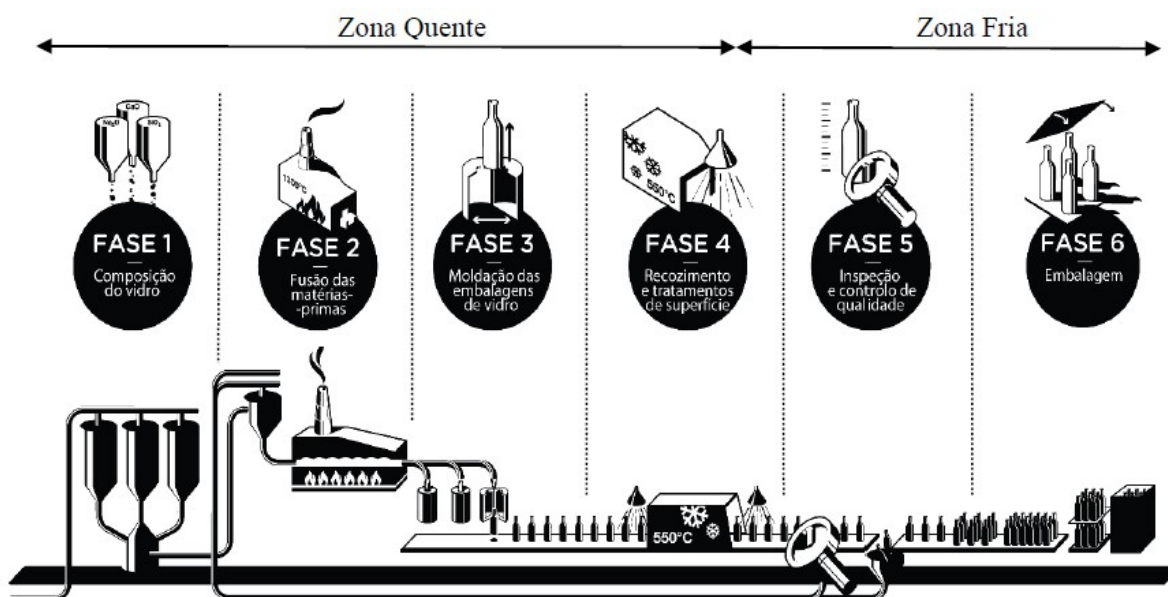 Zona Quente
Zona Fria
Na₂O
CaO
SiO₂
550°C
FASE 1
Composição
do vidro
FASE 2
Fusão das
matérias-
-primas
FASE 3
Moldação das
embalagens
de vidro
FASE 4
Recozimento
e tratamentos
de superfície
FASE 5
Inspeção
e controlo de
qualidade
FASE 6
Embalagem
550°C